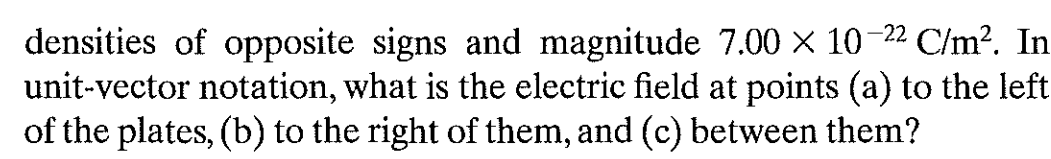 densities of opposite signs and magnitude 7.00 × 10⁻²² C/m². In
unit-vector notation, what is the electric field at points (a) to the left
of the plates, (b) to the right of them, and (c) between them?